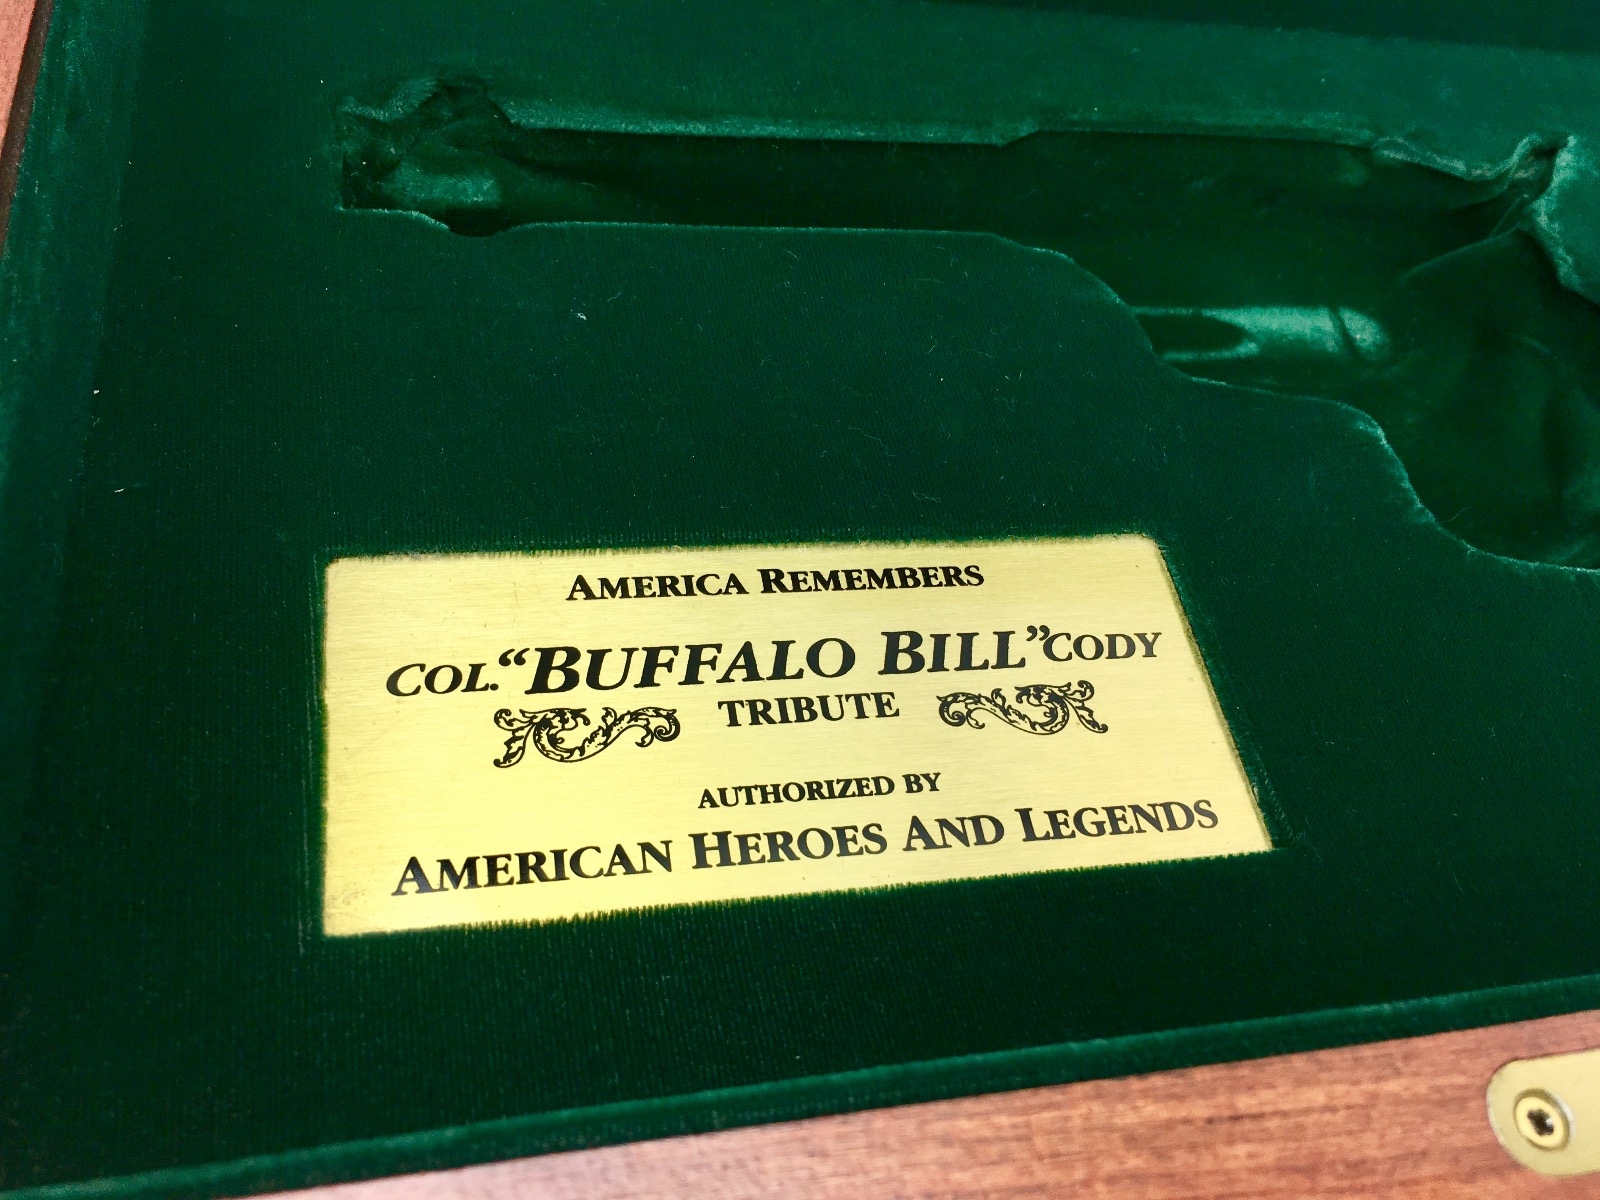 AMERICA REMEMBERS
COL. “BUFFALO BILL” CODY
TRIBUTE
AUTHORIZED BY
AMERICAN HEROES AND LEGENDS